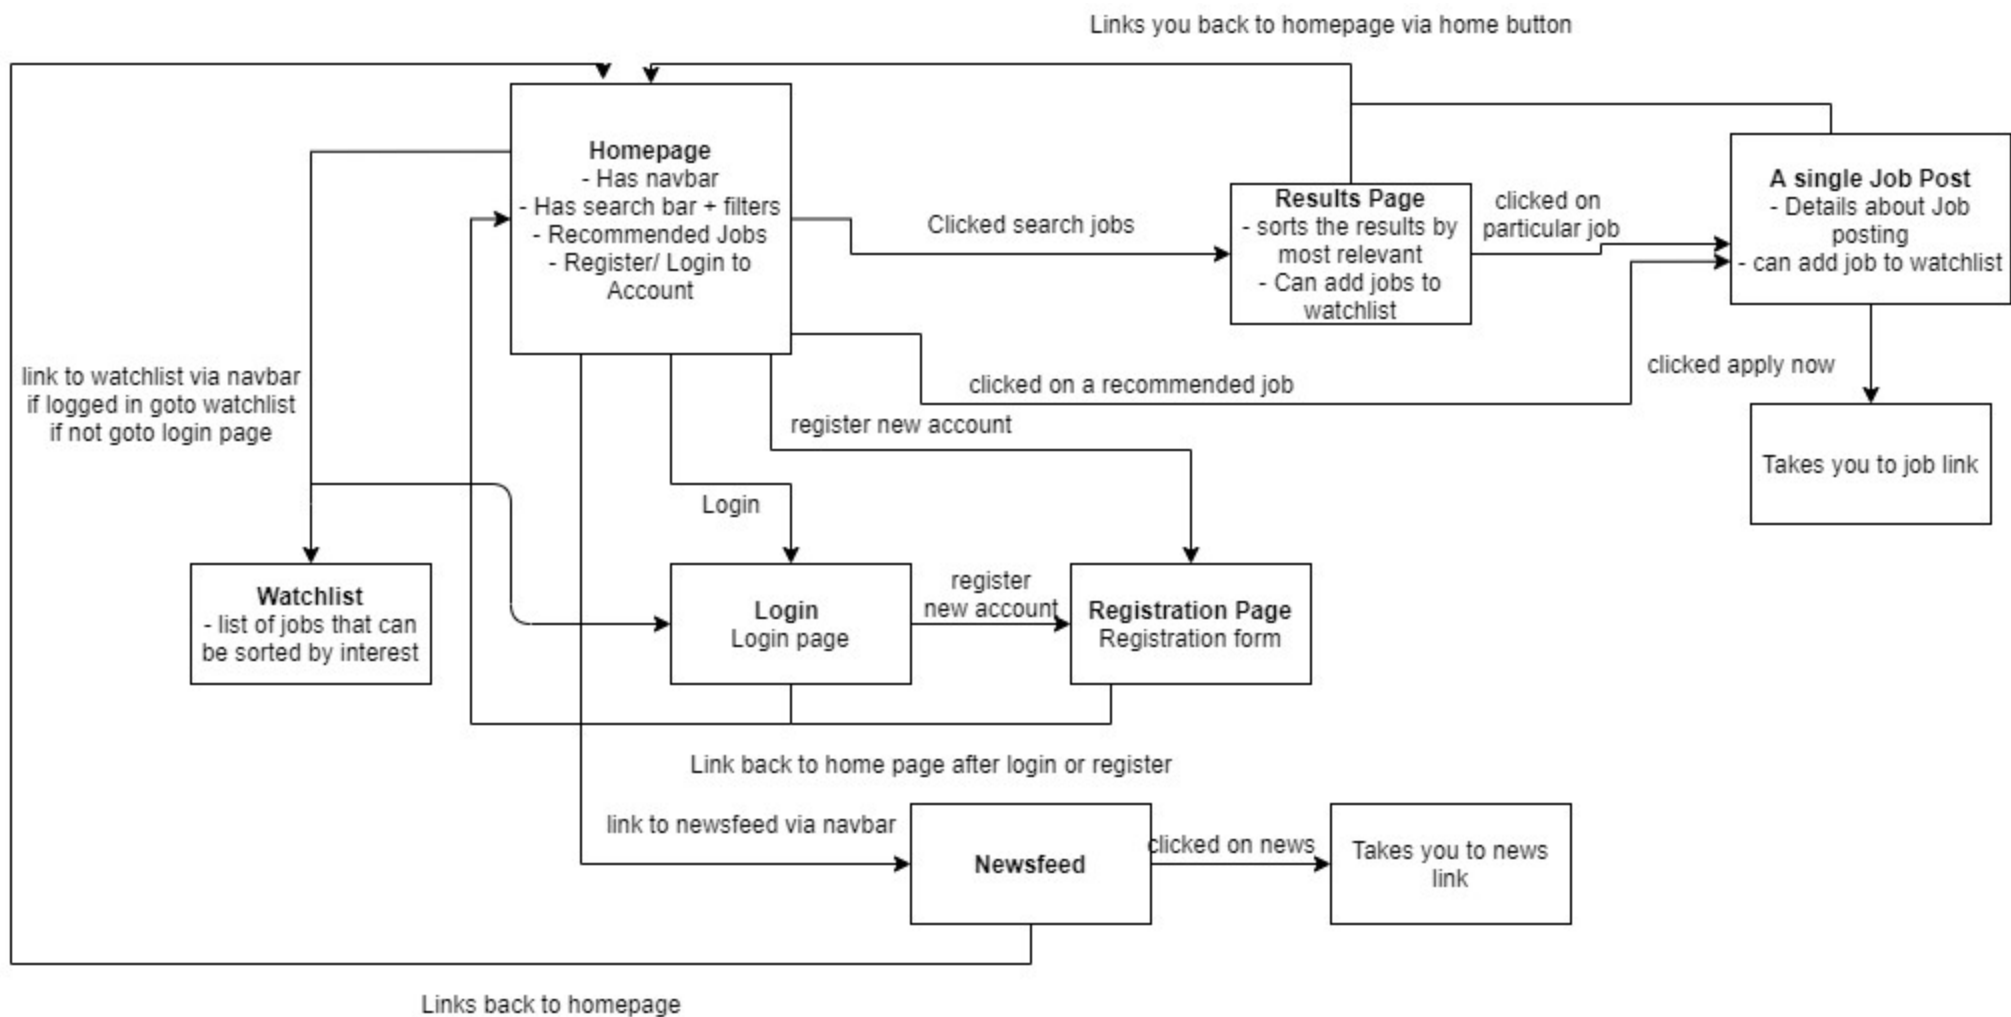 Links you back to homepage via home button
Homepage
- Has navbar
- Has search bar + filters
- Recommended Jobs
- Register/ Login to
Account
Clicked search jobs
Results Page
- sorts the results by
most relevant
- Can add jobs to
watchlist
clicked on
particular job
A single Job Post
- Details about Job
posting
- can add job to watchlist
link to watchlist via navbar
if logged in goto watchlist
if not goto login page
clicked on a recommended job
clicked apply now
register new account
Takes you to job link
Login
Watchlist
- list of jobs that can
be sorted by interest
Login
Login page
register
new account
Registration Page
Registration form
Link back to home page after login or register
link to newsfeed via navbar
Newsfeed
clicked on news
Takes you to news
link
Links back to homepage